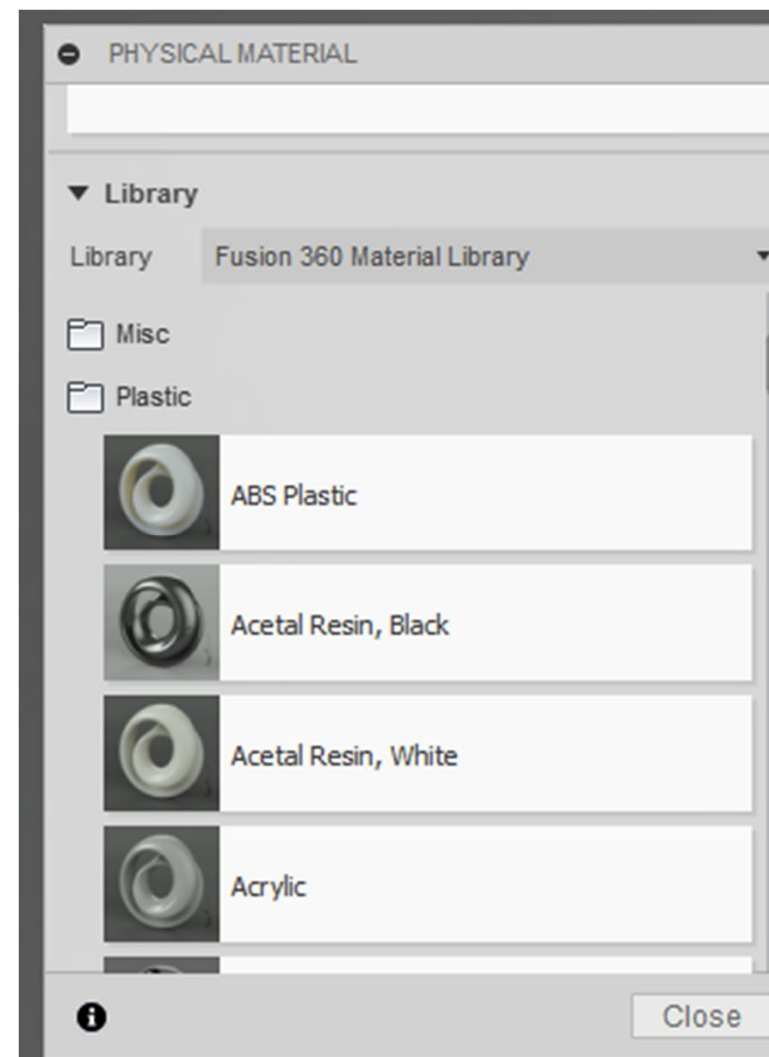 PHYSICAL MATERIAL
Library
Library Fusion 360 Material Library
Misc
Plastic
ABS Plastic
Acetal Resin, Black
Acetal Resin, White
Acrylic
Close